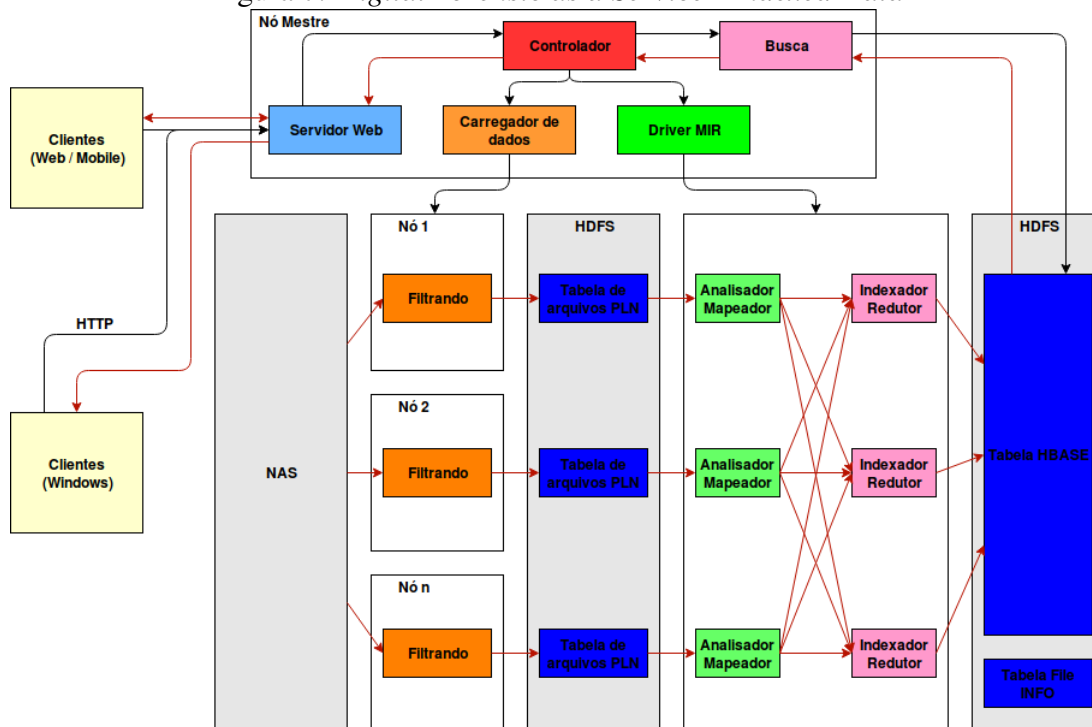 Nó Mestre
Controlador
Busca
Clientes
(Web / Mobile)
Servidor Web
Carregador de
dados
Driver MIR
HTTP
Clientes
(Windows)
NAS
Nó 1
Filtrando
Nó 2
Filtrando
Nó n
Filtrando
HDFS
Tabela de
arquivos PLN
Tabela de
arquivos PLN
Tabela de
arquivos PLN
Analisador
Mapeador
Analisador
Mapeador
Analisador
Mapeador
Indexador
Redutor
Indexador
Redutor
Indexador
Redutor
HDFS
Tabela HBASE
Tabela File
INFO